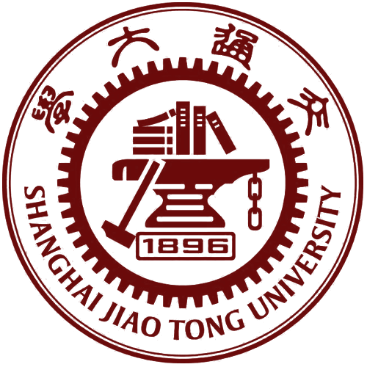 交通大學
1896
SHANGHAI JIAO TONG UNIVERSITY